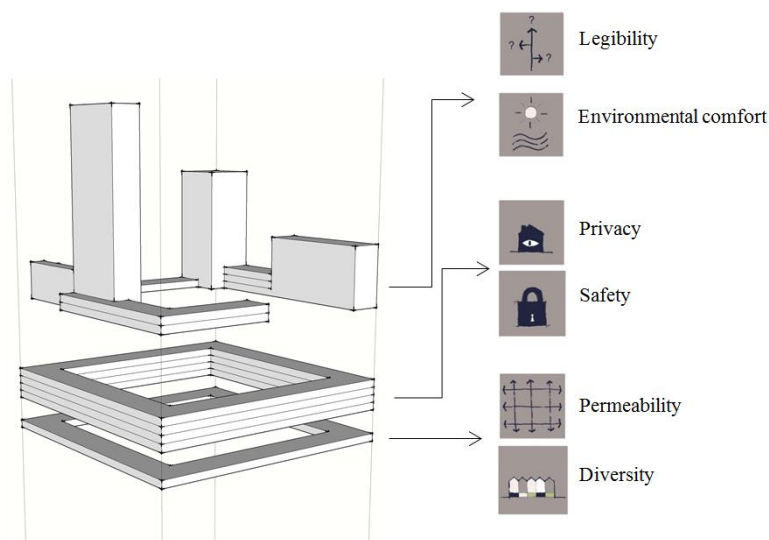 ?
?
?
Legibility
Environmental comfort
Privacy
Safety
Permeability
Diversity